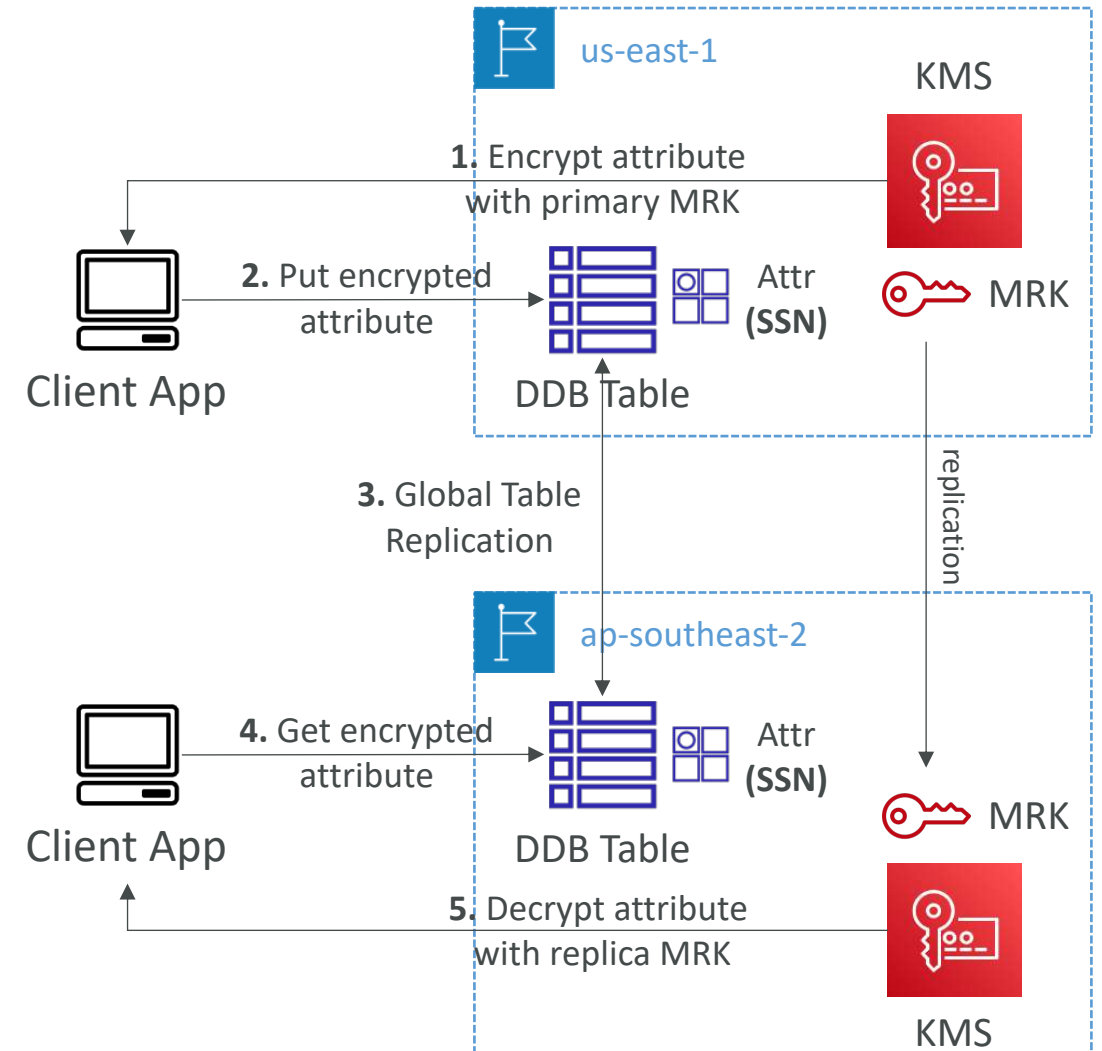 us-east-1
KMS
1. Encrypt attribute
with primary MRK
2. Put encrypted
attribute
Attr
(SSN)
MRK
Client App
DDB Table
replication
3. Global Table
Replication
ap-southeast-2
4. Get encrypted
attribute
Attr
(SSN)
MRK
Client App
DDB Table
5. Decrypt attribute
with replica MRK
KMS